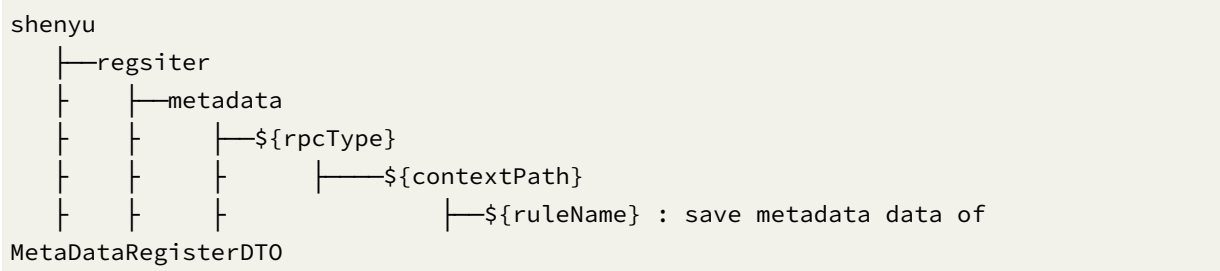 shenyu
   ├──regsiter
   ├    ├──metadata
   ├    ├     ├──${rpcType}
   ├    ├     ├      ├────${contextPath}
   ├    ├     ├               ├──${ruleName} : save metadata data of
MetaDataRegisterDTO